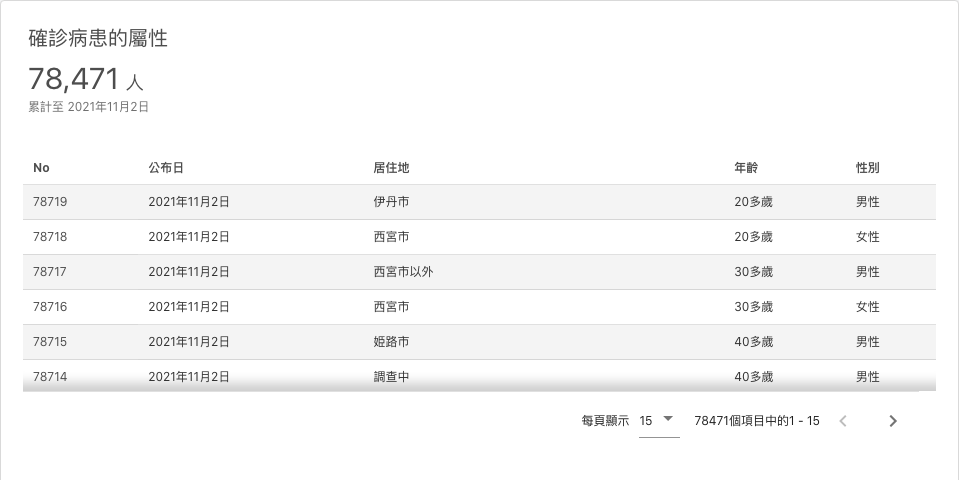 確診病患的屬性
78,471 人
累計至 2021年11月2日
No 公布日 居住地 年齡 性別
78719 2021年11月2日 伊丹市 20多歲 男性
78718 2021年11月2日 西宮市 20多歲 女性
78717 2021年11月2日 西宮市以外 30多歲 男性
78716 2021年11月2日 西宮市 30多歲 女性
78715 2021年11月2日 姫路市 40多歲 男性
78714 2021年11月2日 調查中 40多歲 男性
每頁顯示 15 78471個項目中的1 - 15